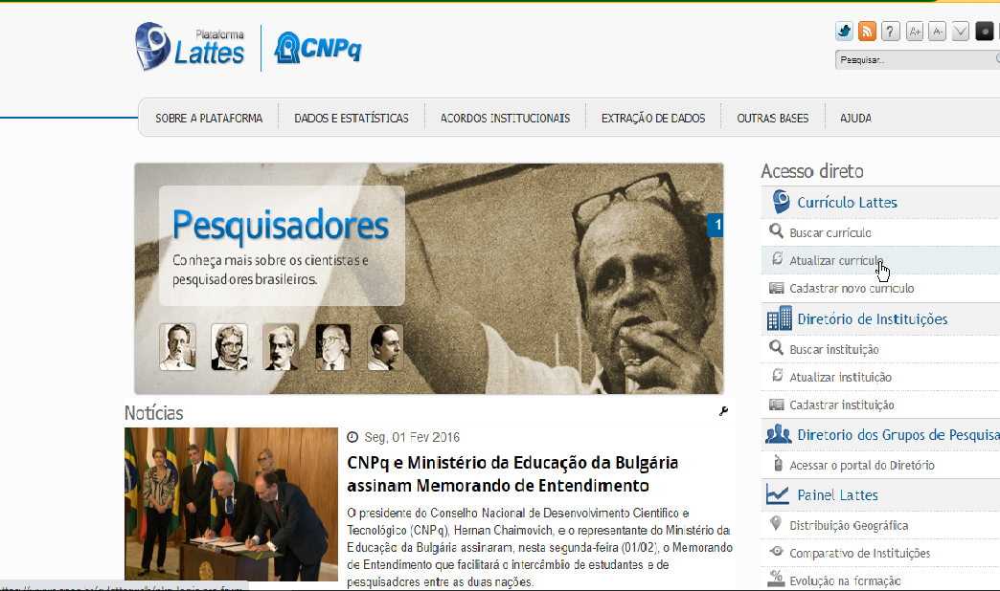 Plataforma
Lattes
CNPq
A+
A-
Pesquisar..
SOBRE A PLATAFORMA
DADOS E ESTATÍSTICAS
ACORDOS INSTITUCIONAIS
EXTRAÇÃO DE DADOS
OUTRAS BASES
AJUDA
Pesquisadores
Conheça mais sobre os cientistas e
pesquisadores brasileiros.
1
Acesso direto
Currículo Lattes
Buscar currículo
Atualizar currículo
Cadastrar novo currículo
Diretório de Instituições
Buscar instituição
Atualizar instituição
Cadastrar instituição
Diretorio dos Grupos de Pesquisa
Acessar o portal do Diretório
Painel Lattes
Distribuição Geográfica
Comparativo de Instituições
Evolução na formação
Notícias
Seg, 01 Fev 2016
CNPq e Ministério da Educação da Bulgária
assinam Memorando de Entendimento
O presidente do Conselho Nacional de Desenvolvimento Científico e
Tecnológico (CNPq), Hernan Chaimovich, e o representante do Ministério da
Educação da Bulgária assinaram, nesta segunda-feira (01/02), o Memorando
de Entendimento que facilitará o intercâmbio de estudantes e de
pesquisadores entre as duas nações.